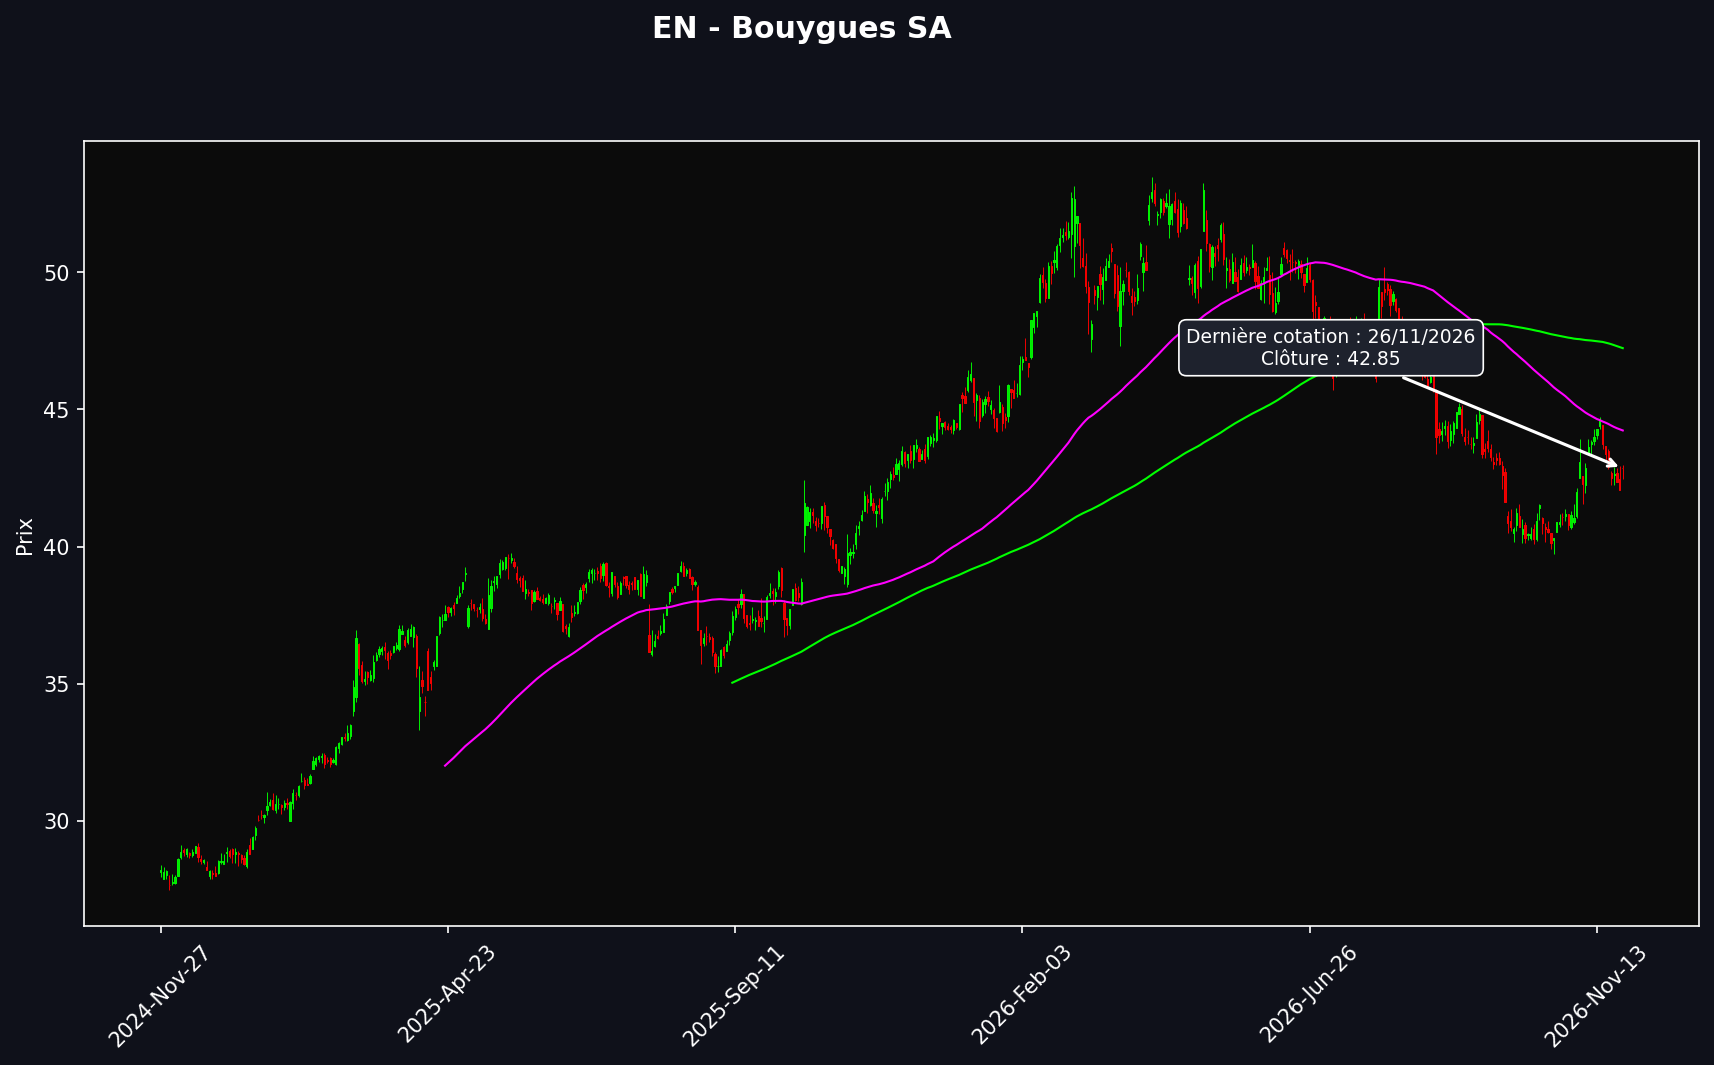 EN - Bouygues SA
Prix
50
45
40
35
30
Dernière cotation : 26/11/2026
Clôture : 42.85
2024-Nov-27
2025-Apr-23
2025-Sep-11
2026-Feb-03
2026-Jun-26
2026-Nov-13